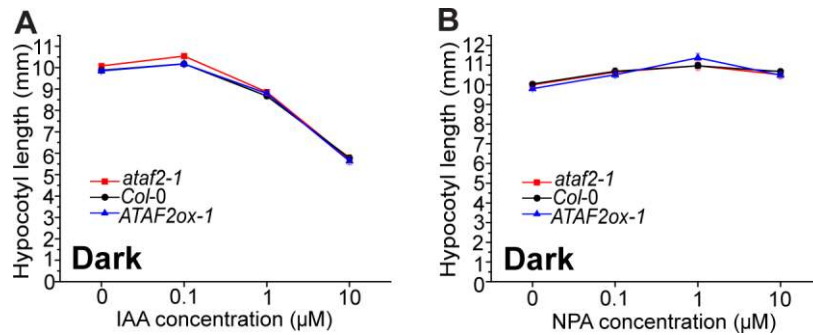 A
Hypocotyl length (mm)
11
10
9
8
7
6
5
4
3
2
1
0
ataf2-1
Col-0
ATAF2ox-1
Dark
0 0.1 1 10
IAA concentration (µM)
B
Hypocotyl length (mm)
12
11
10
9
8
7
6
5
4
3
2
1
0
ataf2-1
Col-0
ATAF2ox-1
Dark
0 0.1 1 10
NPA concentration (µM)